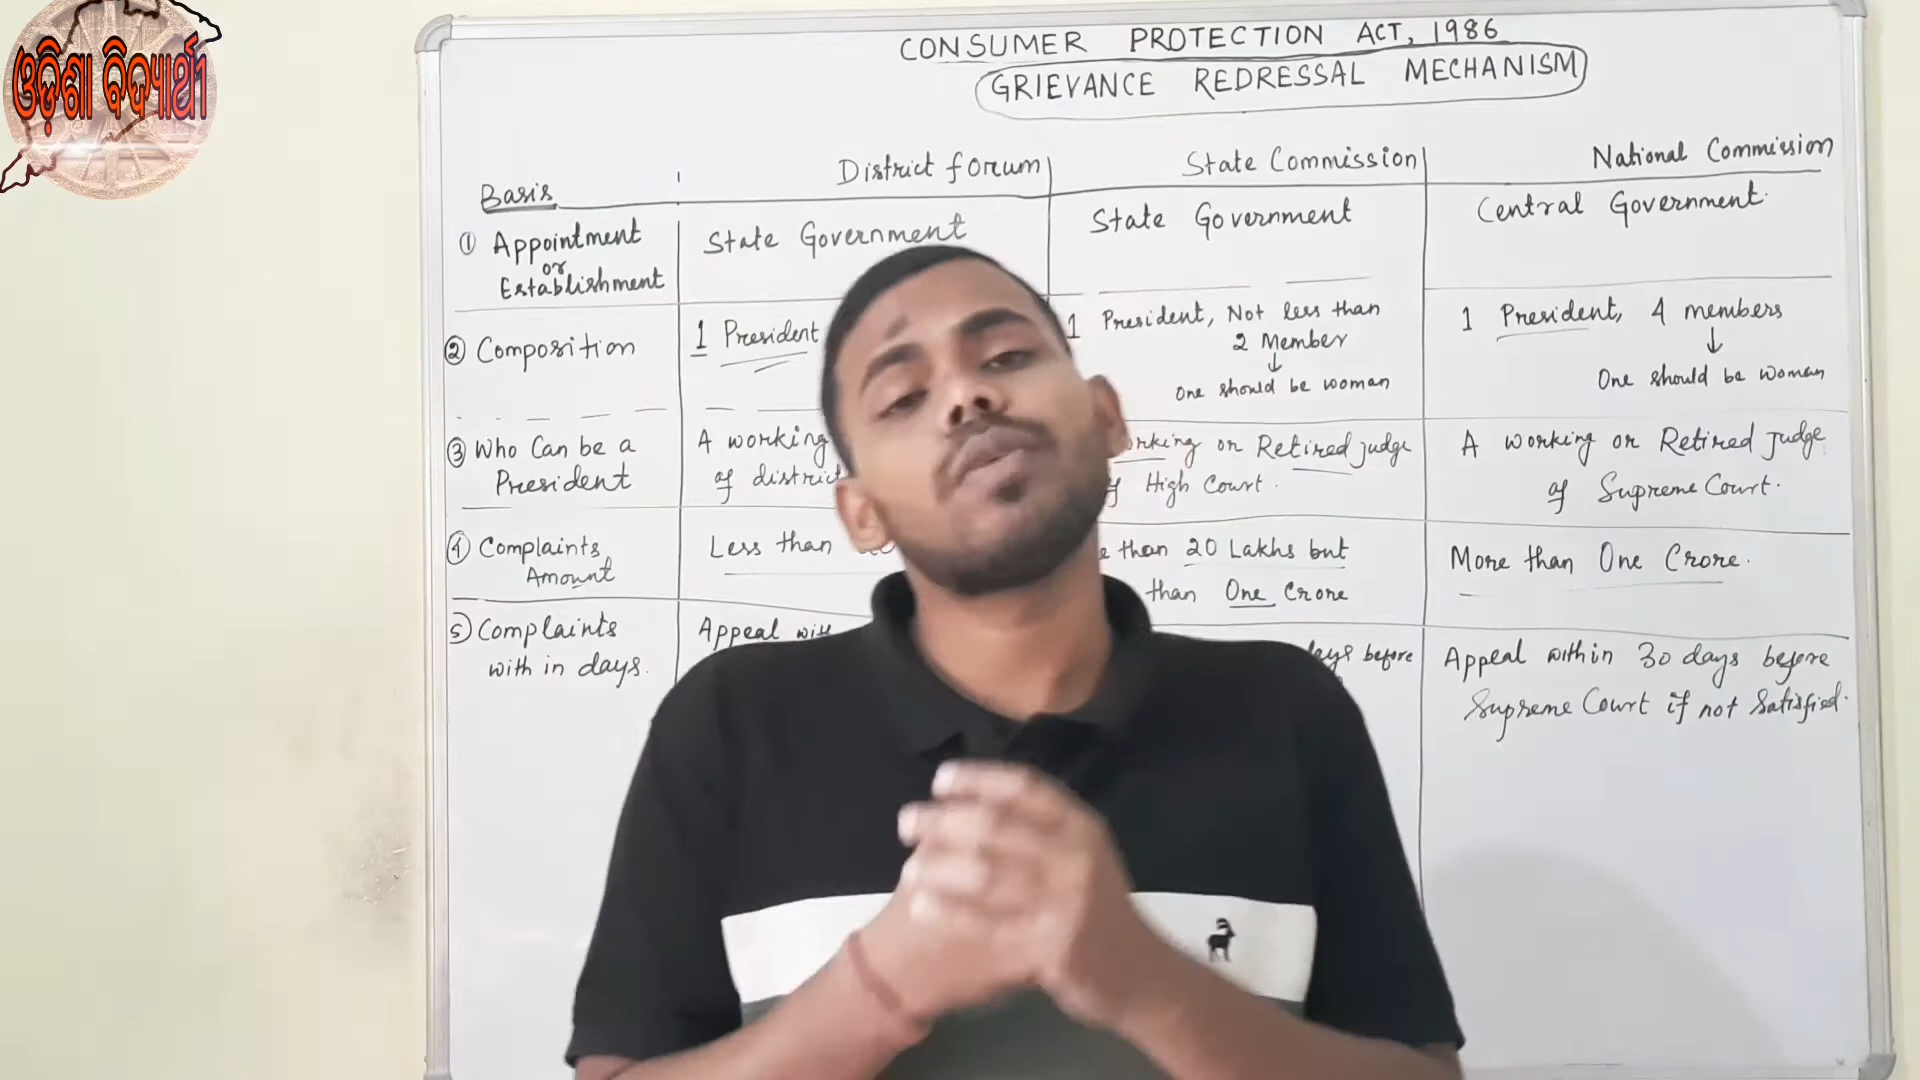 ଓଡ଼ିଶା ବିଦ୍ୟାର୍ଥୀ
CONSUMER PROTECTION ACT, 1986
GRIEVANCE REDRESSAL MECHANISM
Basis District forum State Commission National Commission
① Appointment or Establishment
State Government
State Government
Central Government.
② Composition
1 President
1 President, Not less than
2 Member
↓
One should be woman
1 President, 4 members
↓
One should be woman
③ Who Can be a
President
A working
of district
or Retired judge
High Court.
A working or Retired judge
of Supreme Court.
④ Complaints
Amount
Less than
than 20 Lakhs but
than One Crore
More than One Crore.
⑤ Complaints
with in days.
Appeal
before
Appeal within 30 days before
Supreme Court if not Satisfied.